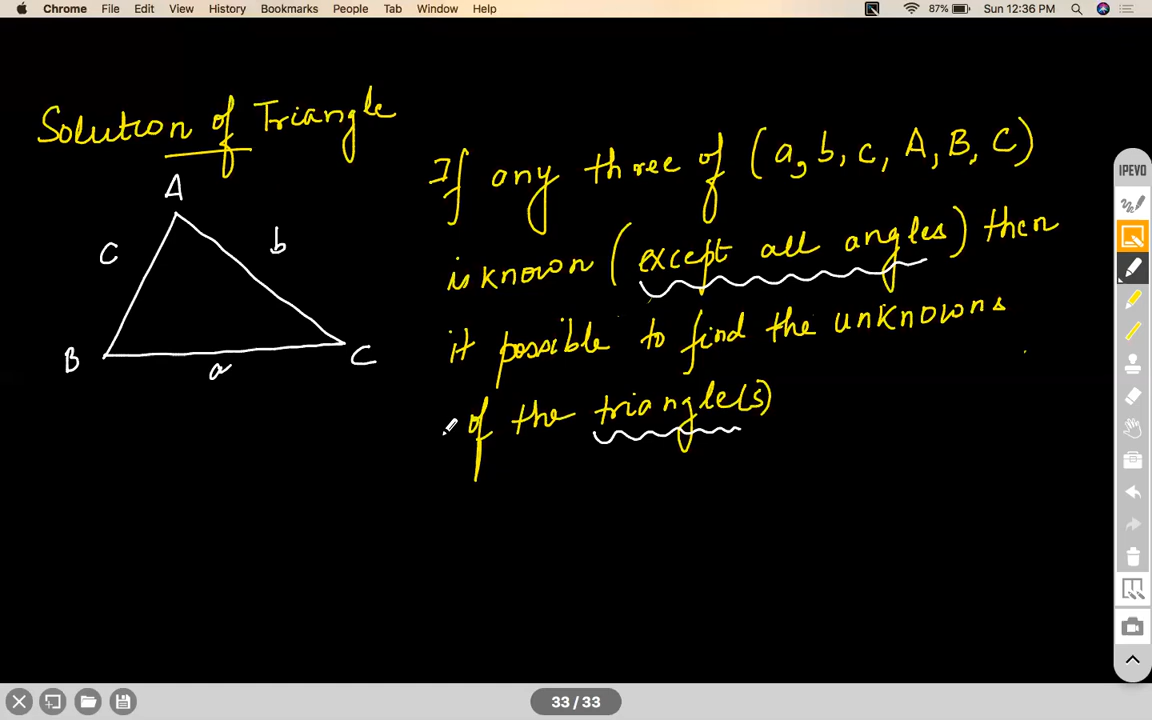 Chrome File Edit View History Bookmarks People Tab Window Help 87% Sun 12:36 PM
Solution of Triangle
If any three of (a, b, c, A, B, C)
is known (except all angles) then
it possible to find the unknowns
of the triangle(s)
A
c
b
B
a
C
IPEVO
33 / 33